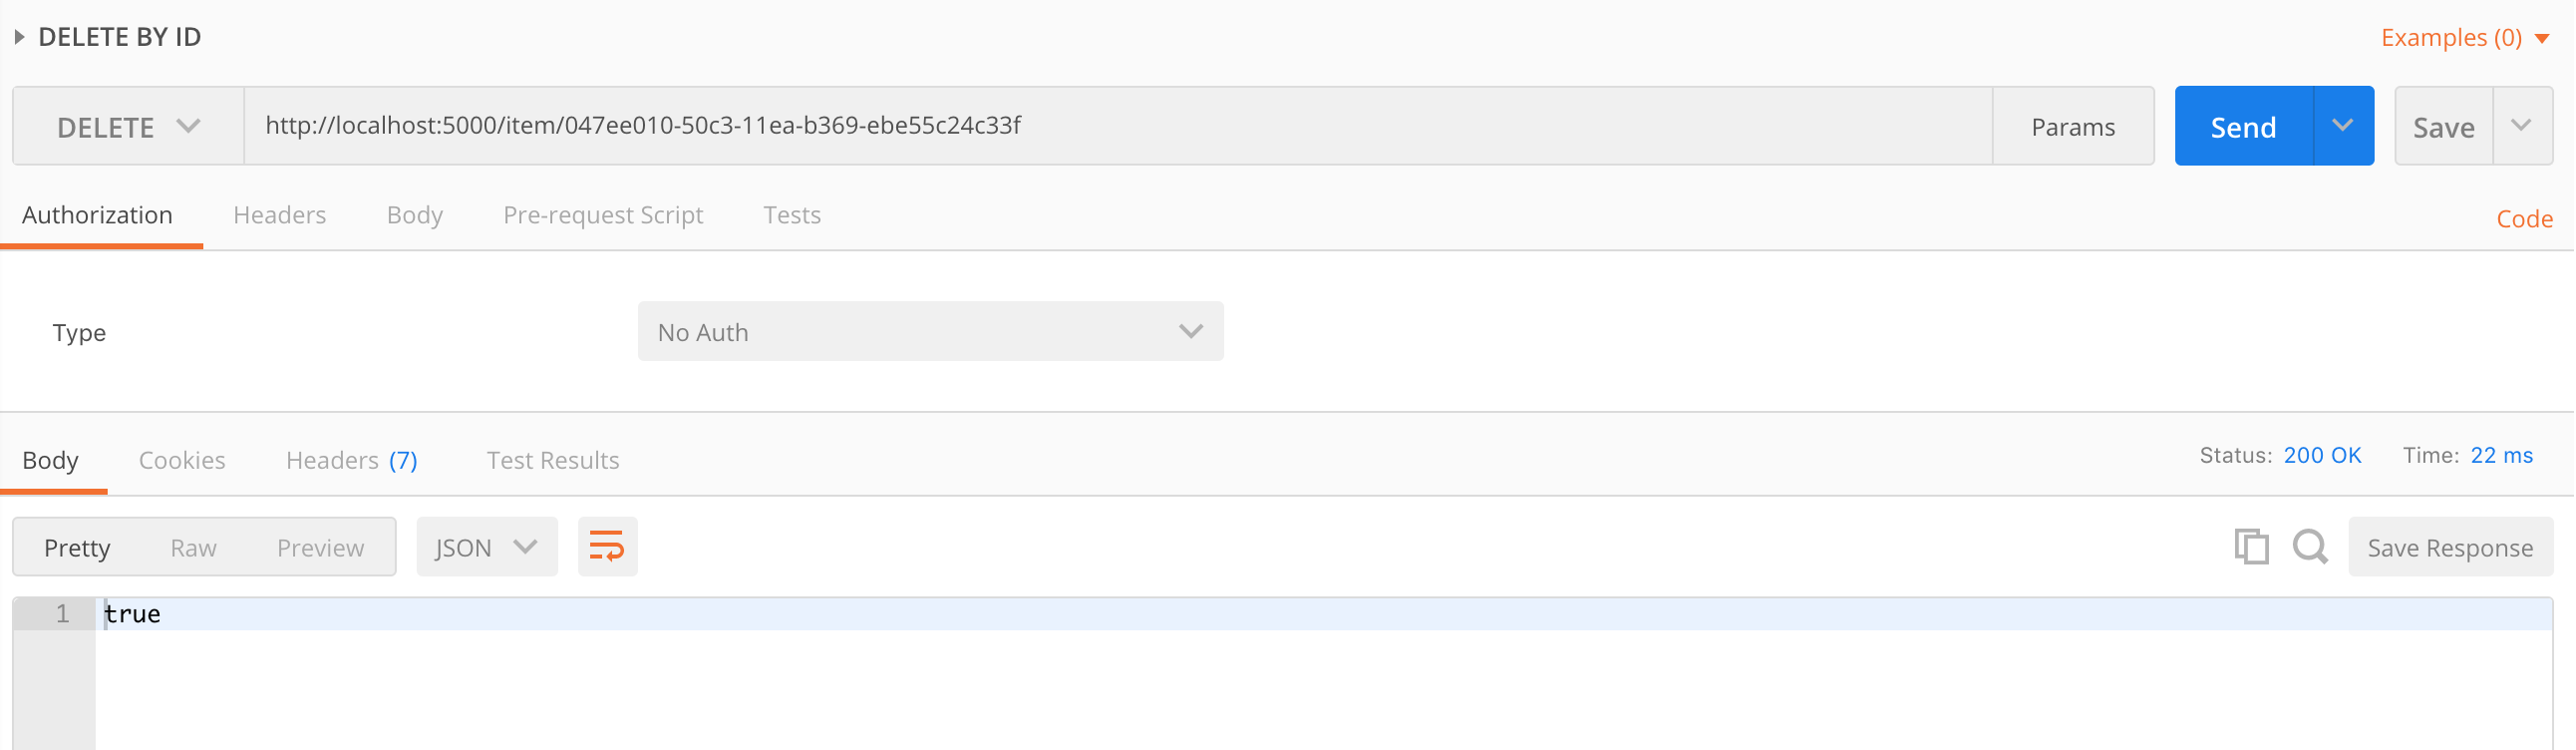 DELETE BY ID
Examples (0)
DELETE http://localhost:5000/item/047ee010-50c3-11ea-b369-ebe55c24c33f Params Send Save
Authorization Headers Body Pre-request Script Tests Code
Type No Auth
Body Cookies Headers (7) Test Results Status: 200 OK Time: 22 ms
Pretty Raw Preview JSON Save Response
1 true